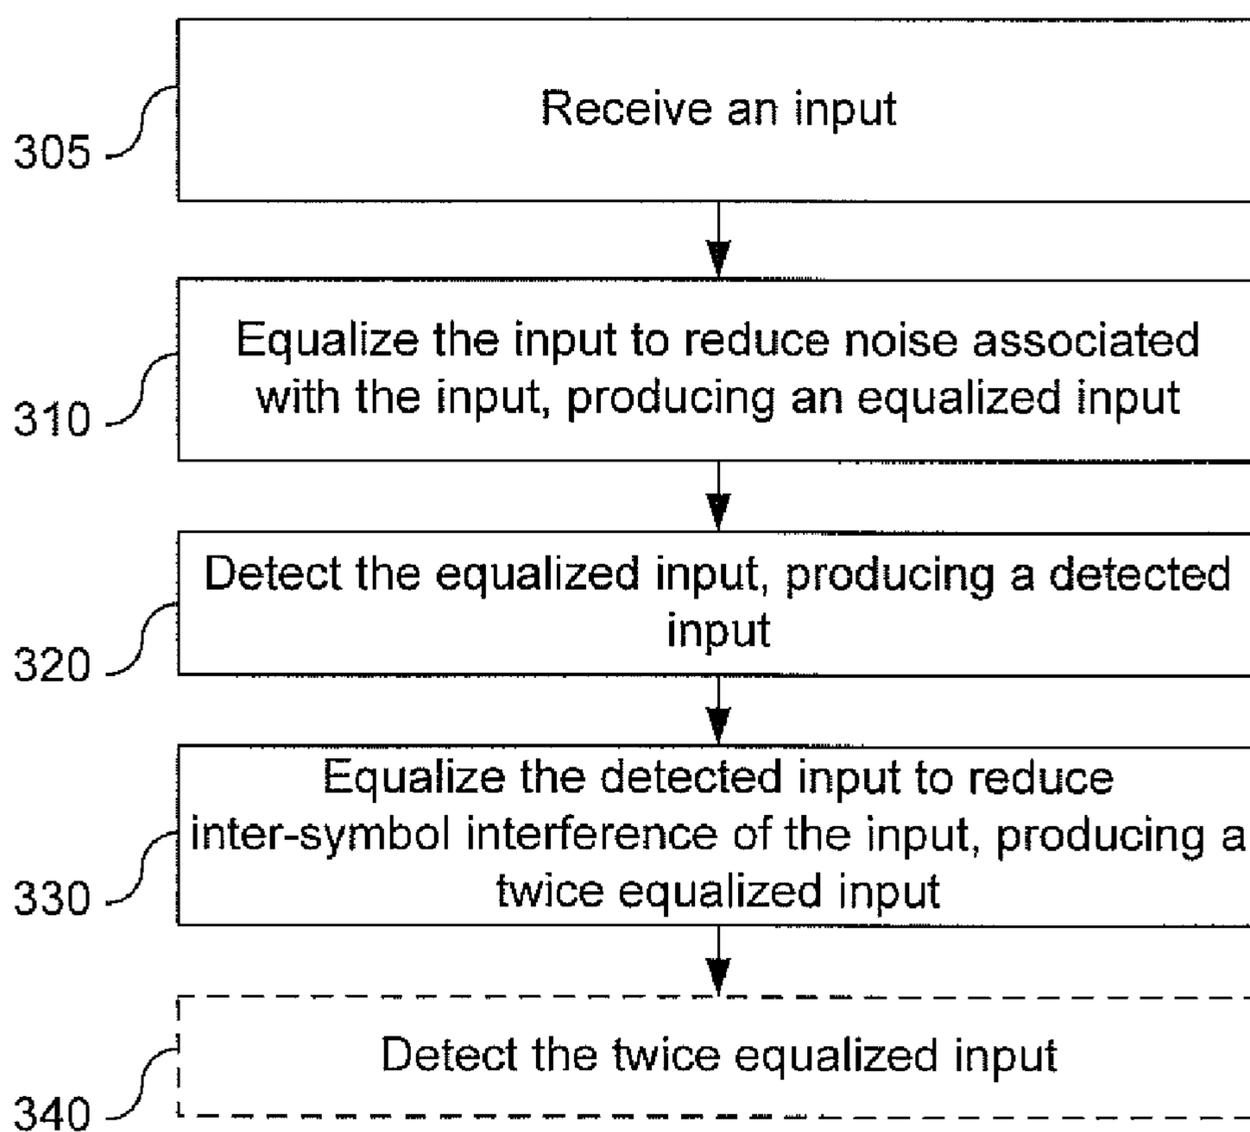 Receive an input
305
Equalize the input to reduce noise associated
with the input, producing an equalized input
310
Detect the equalized input, producing a detected
input
320
Equalize the detected input to reduce
inter-symbol interference of the input, producing a
twice equalized input
330
Detect the twice equalized input
340